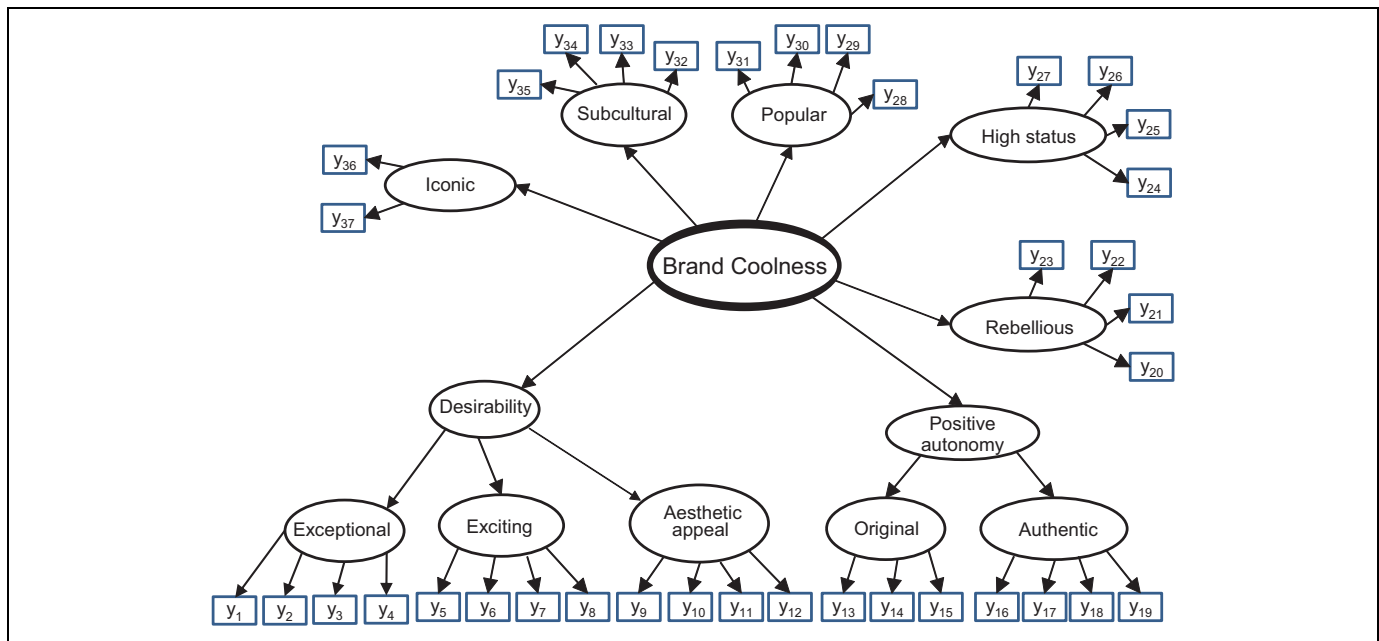 y34
y33
y32
y35
Subcultural
y31
y30
y29
y28
Popular
y27
y26
y25
y24
High status
y36
y37
Iconic
Brand Coolness
y23
y22
y21
y20
Rebellious
Desirability
Positive
autonomy
Exceptional
Exciting
Aesthetic
appeal
Original
Authentic
y1
y2
y3
y4
y5
y6
y7
y8
y9
y10
y11
y12
y13
y14
y15
y16
y17
y18
y19